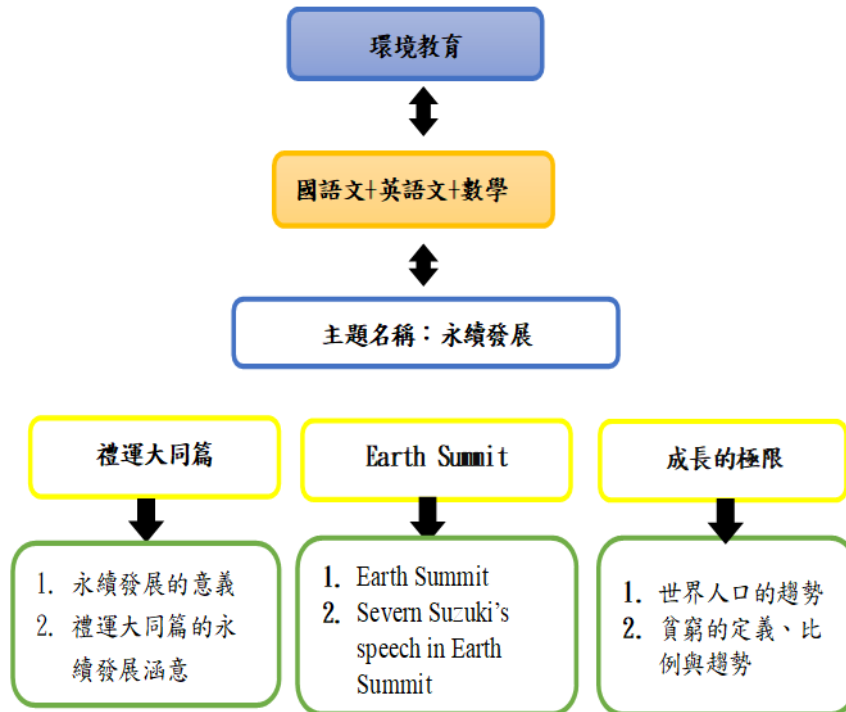 環境教育
國語文+英語文+數學
主題名稱：永續發展
禮運大同篇
Earth Summit
成長的極限
1. 永續發展的意義
2. 禮運大同篇的永
續發展涵意
1. Earth Summit
2. Severn Suzuki’s
speech in Earth
Summit
1. 世界人口的趨勢
2. 貧窮的定義、比
例與趨勢